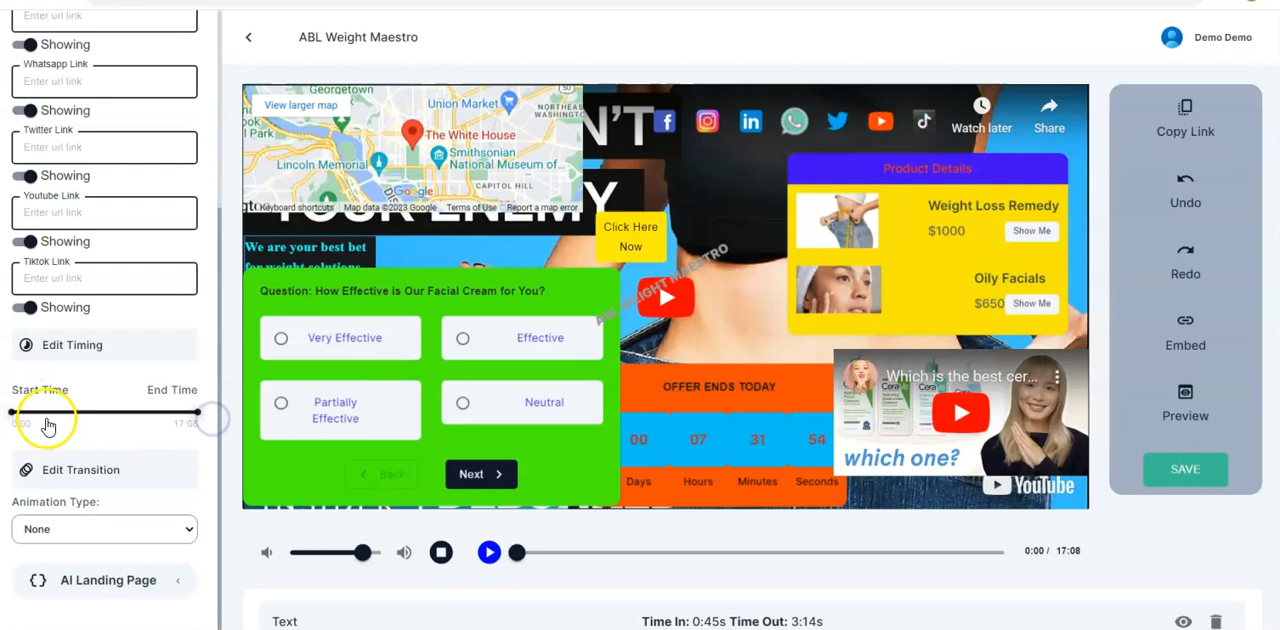 Enter url link
Showing
Whatsapp Link
Enter url link
Showing
Twitter Link
Enter url link
Showing
Youtube Link
Enter url link
Showing
Tiktok Link
Enter url link
Showing
Edit Timing
Start Time
End Time
0:00
17:08
Edit Transition
Animation Type:
None
AI Landing Page
ABL Weight Maestro
Demo Demo
Georgetown
View larger map
Union Market
50
NORTHEAS
WASHINGTON
l Park
The White House
Lincoln Memorial
Smithsonian
National Museum of...
CAPITOL HILL
Google
Keyboard shortcuts
Map data ©2023 Google
Terms of Use
Report a map error
N'T
YOUR ENEMY
Watch later
Share
We are your best bet
for weight solutions
Click Here
Now
ABL WEIGHT MAESTRO
Product Details
Weight Loss Remedy
$1000
Show Me
Oily Facials
$650
Show Me
Question: How Effective is Our Facial Cream for You?
Very Effective
Effective
Partially
Effective
Neutral
Back
Next
OFFER ENDS TODAY
00
07
31
54
Days
Hours
Minutes
Seconds
Which is the best cer...
which one?
YouTube
0:00 / 17:08
Copy Link
Undo
Redo
Embed
Preview
SAVE
Text
Time In: 0:45s Time Out: 3:14s